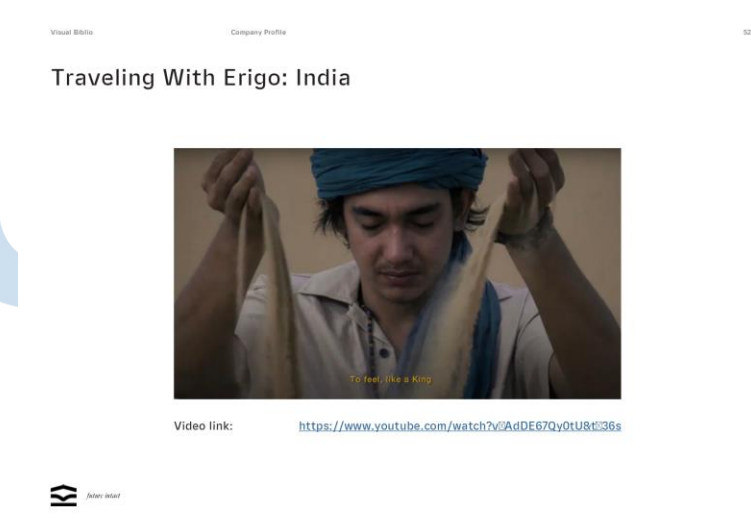 Visual Biblio
Company Profile
52
Traveling With Erigo: India
To feel, like a King
Video link:
https://www.youtube.com/watch?v�AdDE67Qy0tU&t�36s